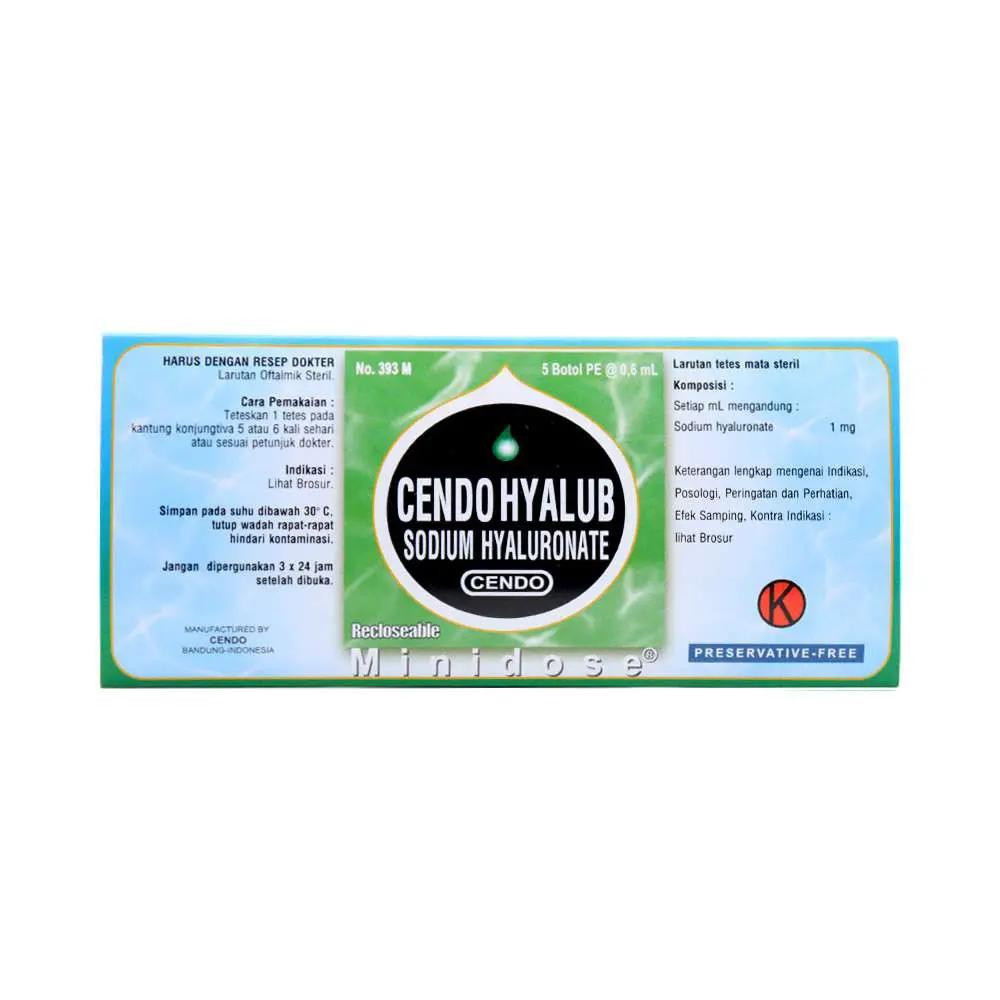 HARUS DENGAN RESEP DOKTER
Larutan Oftalmik Steril.
Cara Pemakaian :
Teteskan 1 tetes pada
kantung konjungtiva 5 atau 6 kali sehari
atau sesuai petunjuk dokter.
Indikasi :
Lihat Brosur.
Simpan pada suhu dibawah 30° C,
tutup wadah rapat-rapat
hindari kontaminasi.
Jangan dipergunakan 3 x 24 jam
setelah dibuka.
MANUFACTURED BY
CENDO
BANDUNG-INDONESIA
No. 393 M
5 Botol PE @ 0,6 mL
CENDO HYALUB
SODIUM HYALURONATE
CENDO
Recloseable
Minidose®
Larutan tetes mata steril
Komposisi :
Setiap mL mengandung :
Sodium hyaluronate 1 mg
Keterangan lengkap mengenai Indikasi,
Posologi, Peringatan dan Perhatian,
Efek Samping, Kontra Indikasi :
lihat Brosur
K
PRESERVATIVE-FREE